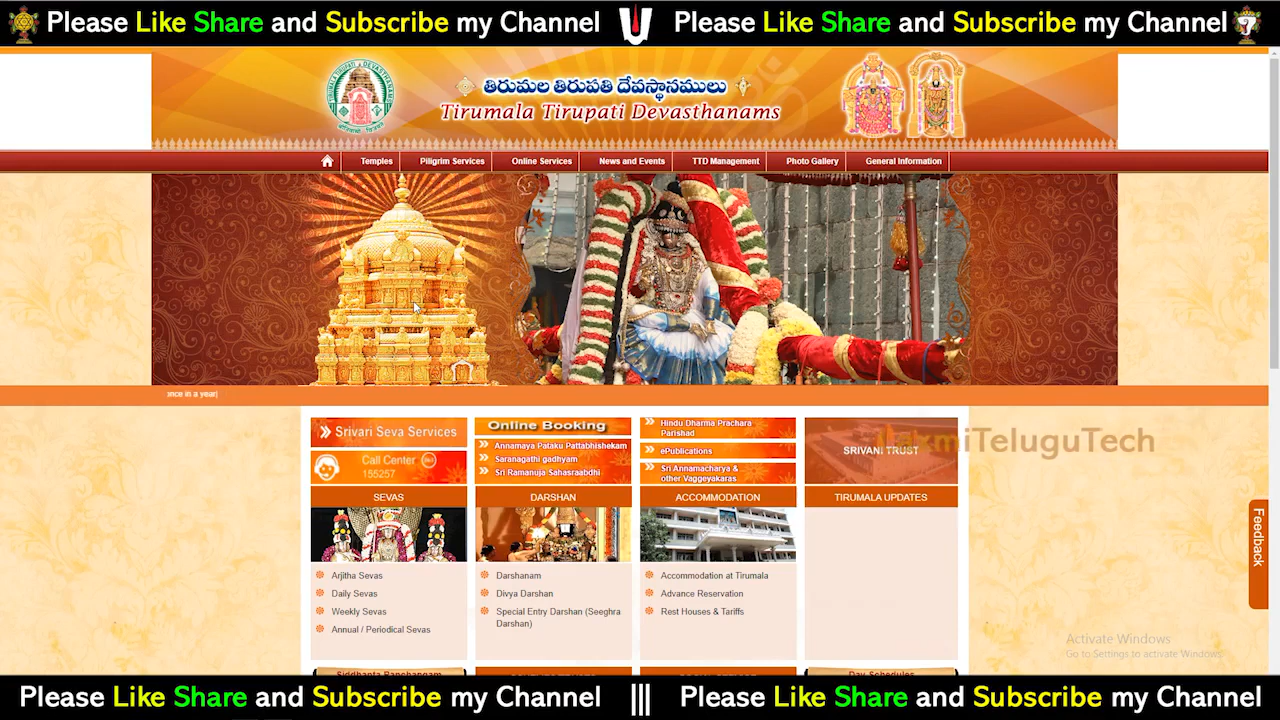 Please Like Share and Subscribe my Channel
Please Like Share and Subscribe my Channel
తిరుమల తిరుపతి దేవస్థానములు
Tirumala Tirupati Devasthanams
Temples
Piligrim Services
Online Services
News and Events
TTD Management
Photo Gallery
General Information
once in a year|
Srivari Seva Services
Call Center
155257
Online Booking
Annamaya Pataku Pattabhishekam
Saranagathi gadhyam
Sri Ramanuja Sahasraabdhi
Hindu Dharma Prachara
Parishad
ePublications
Sri Annamacharya &
other Vaggeyakaras
SRIVANI TRUST
LaxmiTeluguTech
SEVAS
DARSHAN
ACCOMMODATION
TIRUMALA UPDATES
Arjitha Sevas
Daily Sevas
Weekly Sevas
Annual / Periodical Sevas
Darshanam
Divya Darshan
Special Entry Darshan (Seeghra
Darshan)
Accommodation at Tirumala
Advance Reservation
Rest Houses & Tariffs
Feedback
Activate Windows
Go to Settings to activate Windows.
Siddhanta Panchangam
Day Schedules
Please Like Share and Subscribe my Channel
|||
Please Like Share and Subscribe my Channel